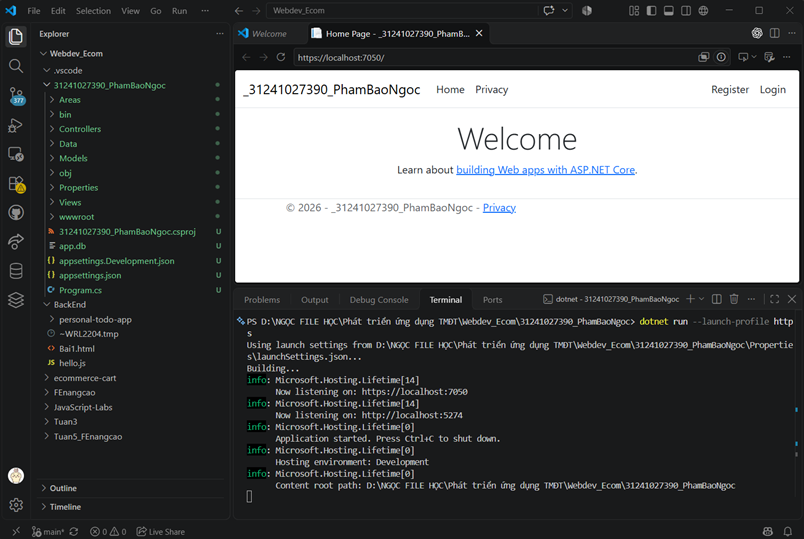 File Edit Selection View Go Run ···
Webdev_Ecom
Explorer ···
Webdev_Ecom
.vscode
31241027390_PhamBaoNgoc
Areas
bin
Controllers
Data
Models
obj
Properties
Views
wwwroot
31241027390_PhamBaoNgoc.csproj U
app.db U
appsettings.Development.json U
appsettings.json U
Program.cs U
BackEnd
personal-todo-app
~WRL2204.tmp
Bai1.html
hello.js
ecommerce-cart
FEnangcao
JavaScript-Labs
Tuan3
Tuan5_FEnangcao
Outline
Timeline
377
Welcome
Home Page - _31241027390_PhamB...
https://localhost:7050/
_31241027390_PhamBaoNgoc Home Privacy Register Login
Welcome
Learn about building Web apps with ASP.NET Core.
© 2026 - _31241027390_PhamBaoNgoc - Privacy
Problems Output Debug Console Terminal Ports
dotnet - 31241027390_PhamBaoNgoc
PS D:\NGỌC FILE HỌC\Phát triển ứng dụng TMĐT\Webdev_Ecom\31241027390_PhamBaoNgoc> dotnet run --launch-profile http
s
Using launch settings from D:\NGỌC FILE HỌC\Phát triển ứng dụng TMĐT\Webdev_Ecom\31241027390_PhamBaoNgoc\Properti
es\launchSettings.json...
Building...
info: Microsoft.Hosting.Lifetime[14]
Now listening on: https://localhost:7050
info: Microsoft.Hosting.Lifetime[14]
Now listening on: http://localhost:5274
info: Microsoft.Hosting.Lifetime[0]
Application started. Press Ctrl+C to shut down.
info: Microsoft.Hosting.Lifetime[0]
Hosting environment: Development
info: Microsoft.Hosting.Lifetime[0]
Content root path: D:\NGỌC FILE HỌC\Phát triển ứng dụng TMĐT\Webdev_Ecom\31241027390_PhamBaoNgoc
main* 0 0 Live Share